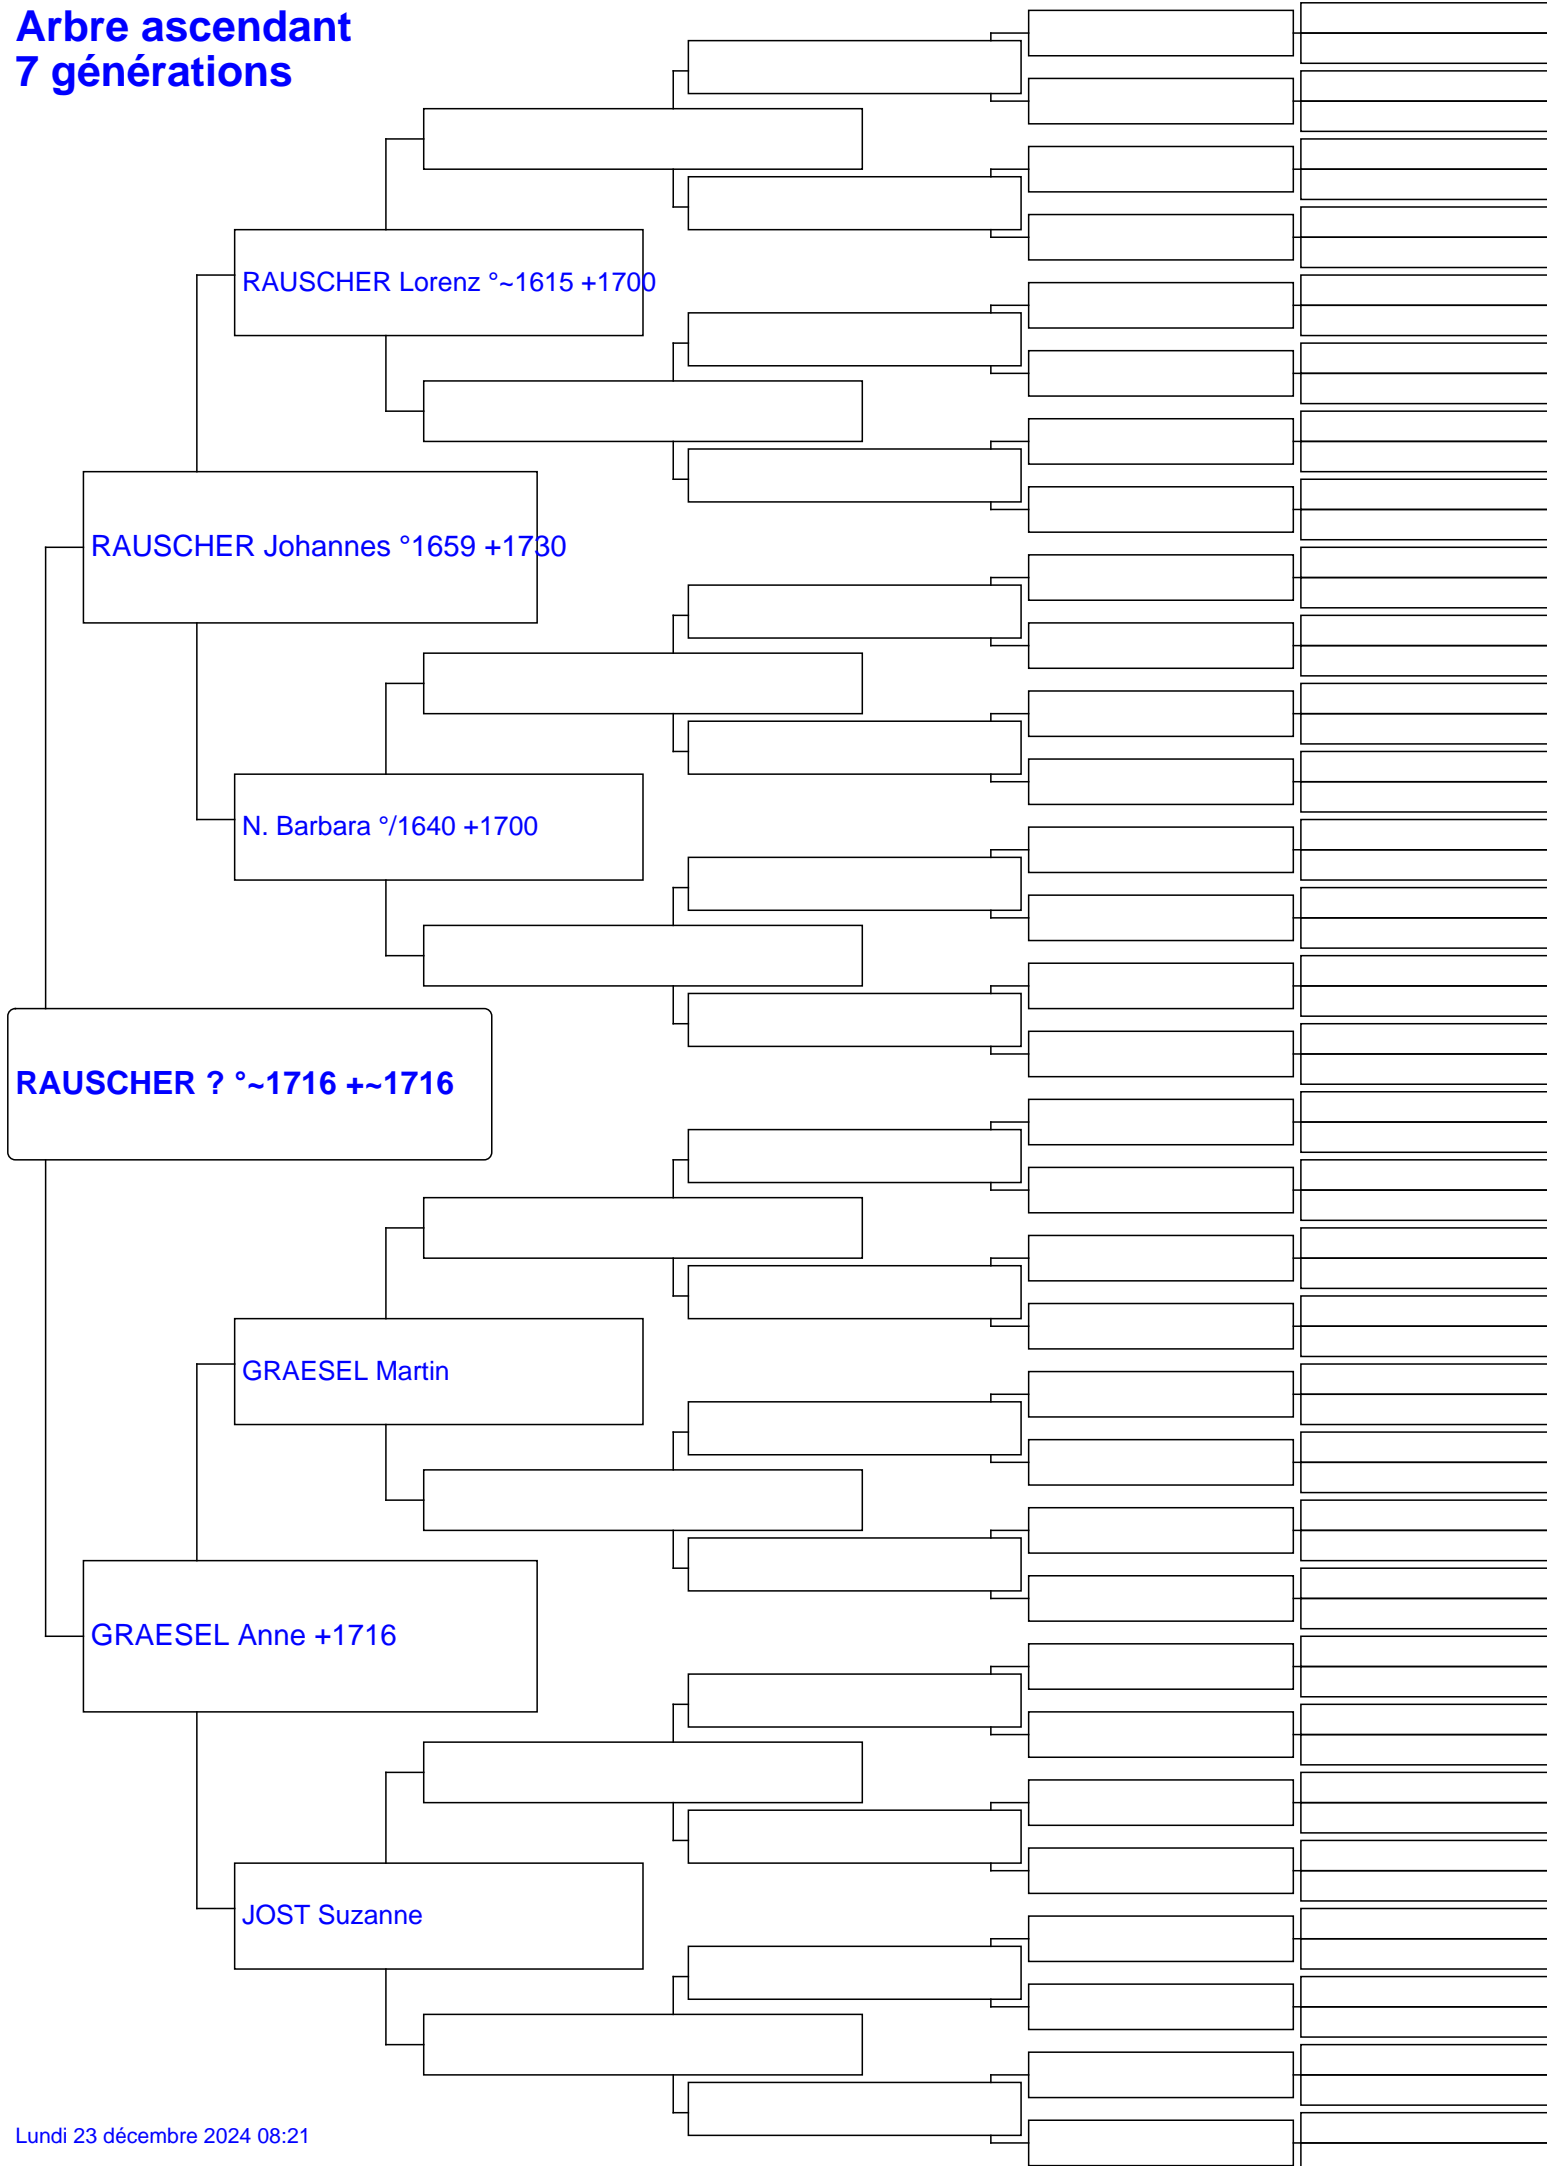 Arbre ascendant
7 générations
RAUSCHER Lorenz °~1615 +1700
RAUSCHER Johannes °1659 +1730
N. Barbara °/1640 +1700
RAUSCHER ? °~1716 +~1716
GRAESEL Martin
GRAESEL Anne +1716
JOST Suzanne
Lundi 23 décembre 2024 08:21